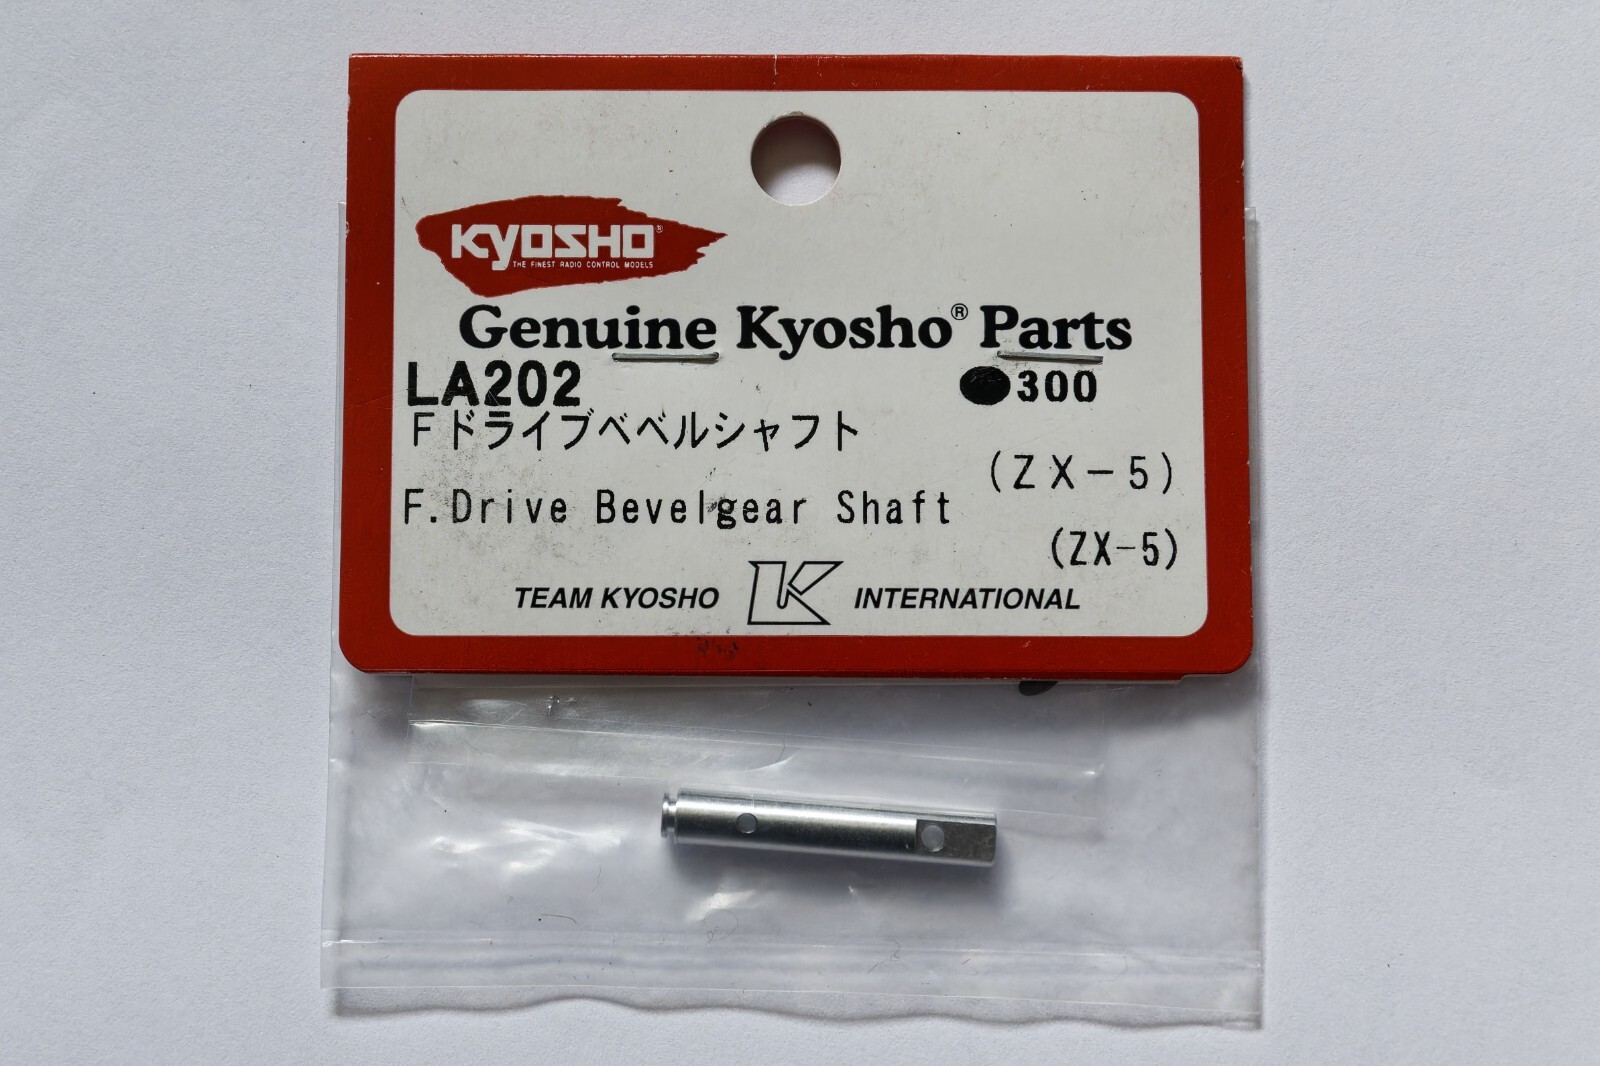 KYOSHO®
THE FINEST RADIO CONTROL MODELS
Genuine Kyosho® Parts
LA202 ●300
Fドライブベベルシャフト
(ZX-5)
F.Drive Bevelgear Shaft
(ZX-5)
TEAM KYOSHO K INTERNATIONAL